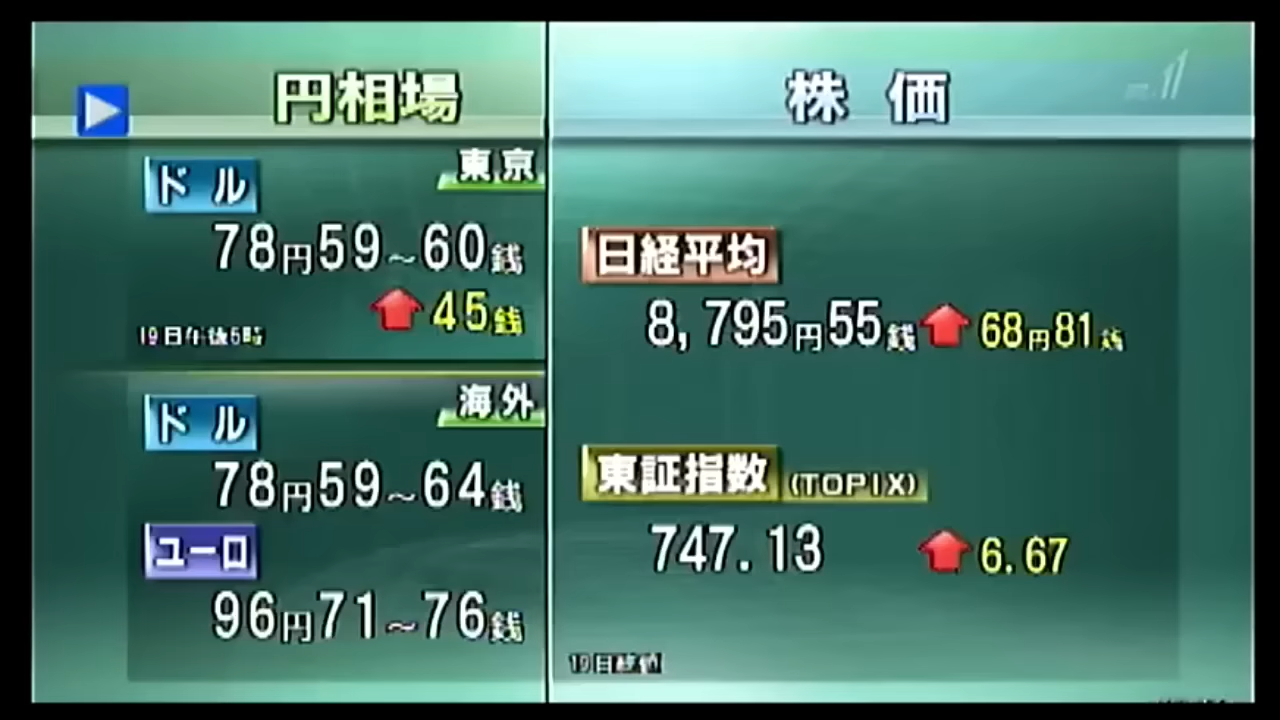 円相場
東京
ドル
78円59~60銭
45銭
19日午後5時
海外
ドル
78円59~64銭
ユーロ
96円71~76銭
株 価
11
日経平均
8,795円55銭 68円81銭
東証指数 (TOPIX)
747.13 6.67
19日終値